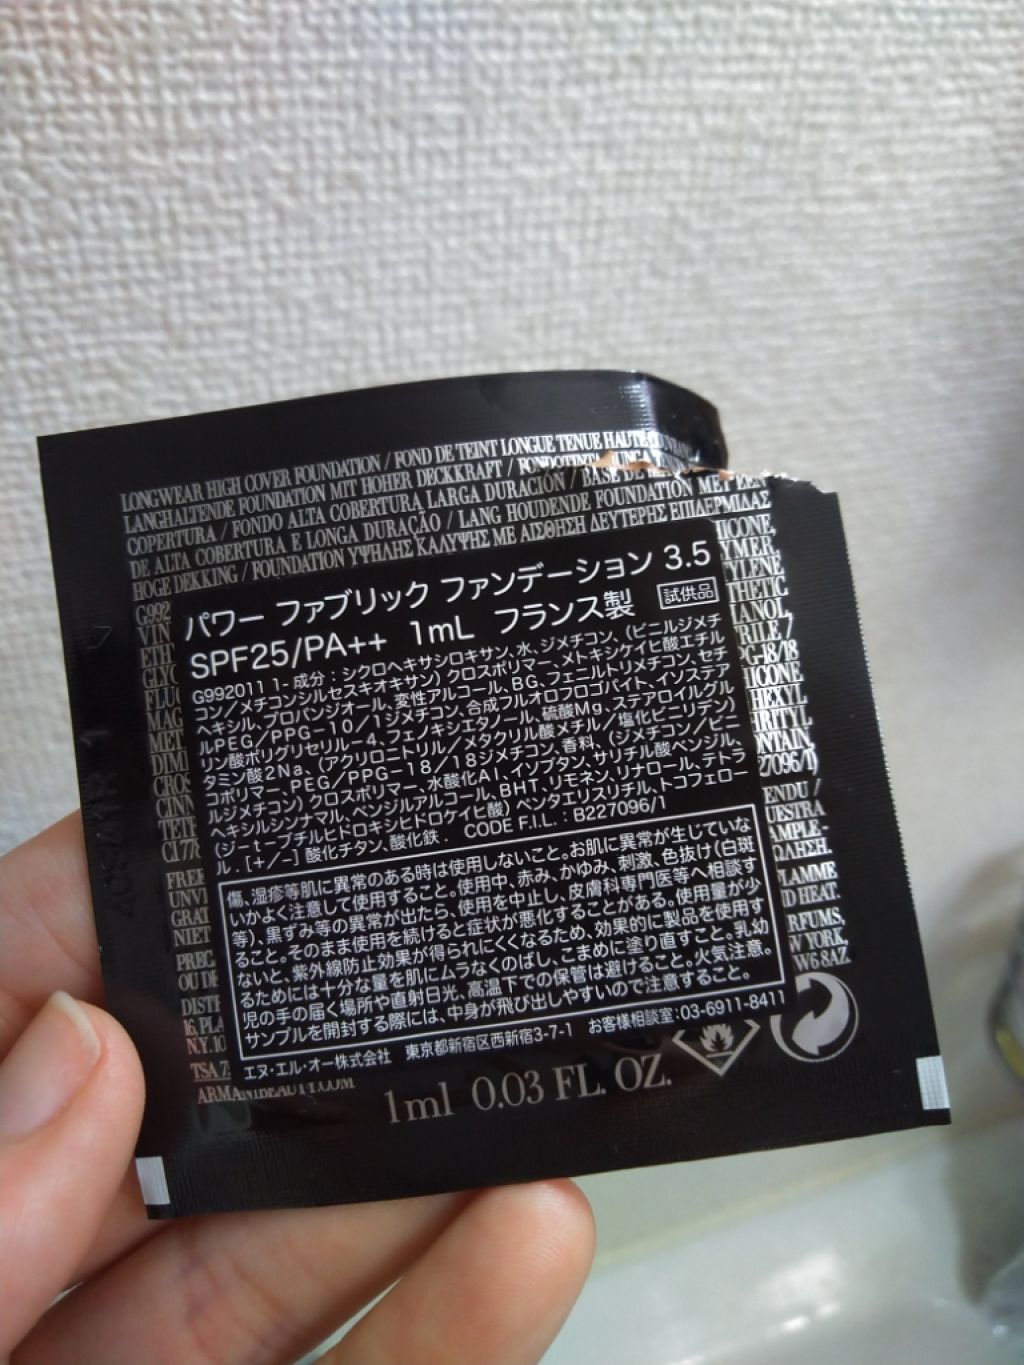 LONG-WEAR HIGH COVER FOUNDATION / FOND DE TEINT LONGUE TENUE HAUTE
LANGHALTENDE FOUNDATION MIT HOHER DECKKRAFT / FONDOTINTA LUNGA
COPERTURA / FONDO ALTA COBERTURA LARGA DURACIÓN / BASE DE
DE ALTA COBERTURA E LONGA DURAÇÃO / LANG HOUDENDE FOUNDATION MET
HOGE DEKKING / FOUNDATION ΥΨΗΛΗΣ ΚΑΛΥΨΗΣ ΜΕ ΑΙΣΘΗΣΗ ΔΕΥΤΕΡΗΣ ΕΠΙΔΕΡΜΙΔΑΣ
パワー ファブリック ファンデーション 3.5
SPF25/PA++ 1mL フランス製 試供品
G992011 1- 成分：シクロヘキサシロキサン、水、ジメチコン、(ビニルジメチ
コン/メチコンシルセスキオキサン)クロスポリマー、メトキシケイヒ酸エチル
ヘキシル、プロパンジオール、変性アルコール、BG、フェニルトリメチコン、セチ
ルPEG/PPG-10/1ジメチコン、合成フルオロフロゴパイト、イソステア
リン酸ポリグリセリル-4、フェノキシエタノール、硫酸Mg、ステアロイルグル
タミン酸2Na、(アクリロニトリル/メタクリル酸メチル/塩化ビニリデン)
コポリマー、PEG/PPG-18/18ジメチコン、香料、(ジメチコン/ビニ
ルジメチコン)クロスポリマー、水酸化Al、イソブタン、サリチル酸ベンジル、
ヘキシルシンナマル、ベンジルアルコール、BHT、リモネン、リナロール、テトラ
(ジ-t-ブチルヒドロキシヒドロケイヒ酸)ペンタエリスリチル、トコフェロー
ル. [+/-] 酸化チタン、酸化鉄. CODE F.I.L. : B227096/1
傷、湿疹等肌に異常のある時は使用しないこと。お肌に異常が生じていな
いかよく注意して使用すること。使用中、赤み、かゆみ、刺激、色抜け(白斑
等)、黒ずみ等の異常が出たら、使用を中止し、皮膚科専門医等へ相談す
ること。そのまま使用を続けると症状が悪化することがある。使用量が少
ないと、紫外線防止効果が得られにくくなるため、効果的に製品を使用す
るためには十分な量を肌にムラなくのばし、こまめに塗り直すこと。乳幼
児の手の届く場所や直射日光、高温下での保管は避けること。火気注意。
サンプルを開封する際には、中身が飛び出しやすいので注意すること。
エヌ・エル・オー株式会社 東京都新宿区西新宿3-7-1 お客様相談室:03-6911-8411
ARMANIBEAUTY.COM
1ml 0.03 FL. OZ.